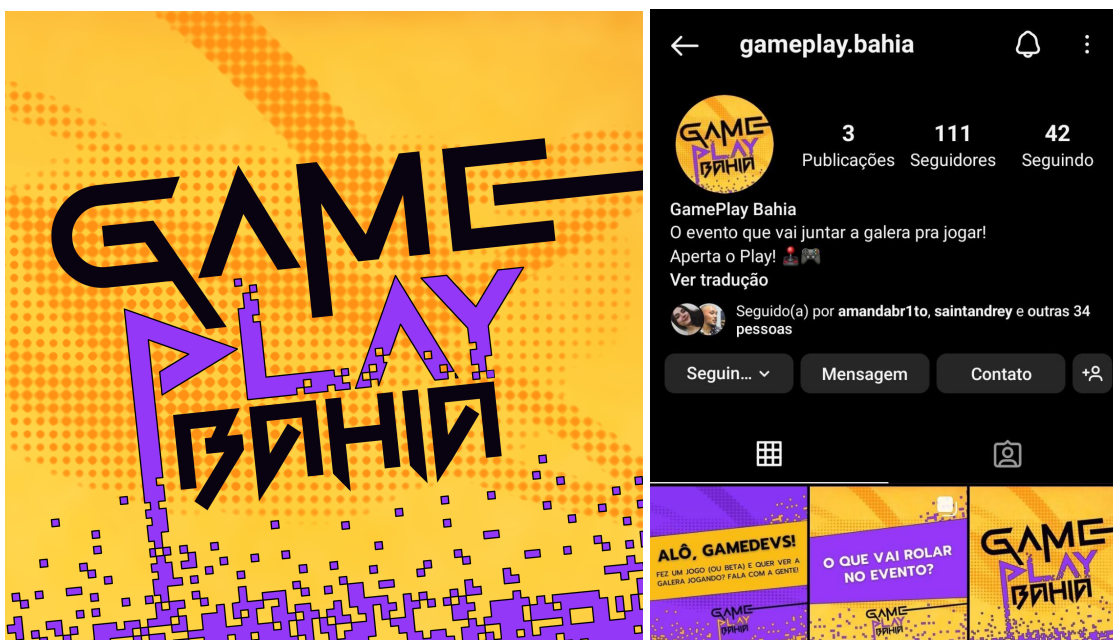 GAME
PLAY
BAHIA
gameplay.bahia
GAME
PLAY
BAHIA
3
Publicações
111
Seguidores
42
Seguindo
GamePlay Bahia
O evento que vai juntar a galera pra jogar!
Aperta o Play! 🕹️🎮
Ver tradução
Seguido(a) por amandabr1to, saintandrey e outras 34
pessoas
Seguin...
Mensagem
Contato
ALÔ, GAMEDEVS!
FEZ UM JOGO (OU BETA) E QUER VER A
GALERA JOGANDO? FALA COM A GENTE!
GAME
PLAY
BAHIA
O QUE VAI ROLAR
NO EVENTO?
GAME
PLAY
BAHIA
GAME
PLAY
BAHIA